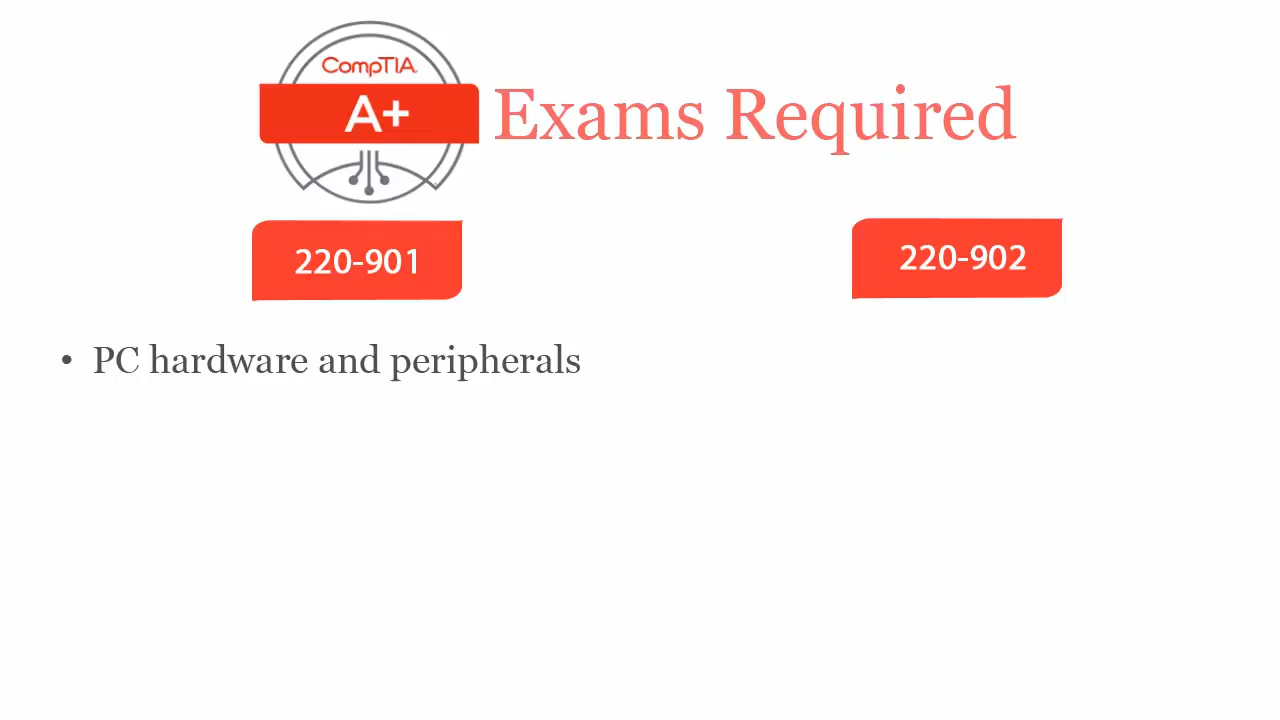 CompTIA
A+
Exams Required
220-901
220-902
• PC hardware and peripherals